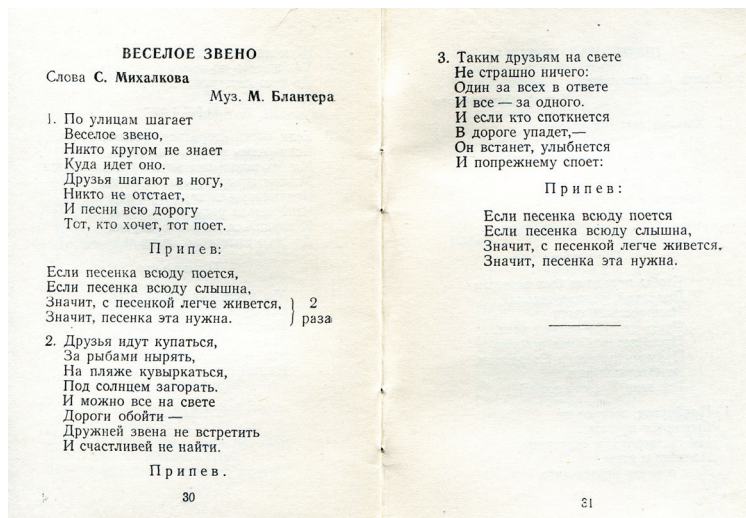 ВЕСЕЛОЕ ЗВЕНО
Слова С. Михалкова
Муз. М. Блантера
1. По улицам шагает
Веселое звено,
Никто кругом не знает
Куда идет оно.
Друзья шагают в ногу,
Никто не отстает,
И песни всю дорогу
Тот, кто хочет, тот поет.
Припев:
Если песенка всюду поется,
Если песенка всюду слышна,
Значит, с песенкой легче живется, } 2
Значит, песенка эта нужна. раза
2. Друзья идут купаться,
За рыбами нырять,
На пляже кувыркаться,
Под солнцем загорать.
И можно все на свете
Дороги обойти —
Дружней звена не встретить
И счастливей не найти.
Припев.
30
3. Таким друзьям на свете
Не страшно ничего:
Один за всех в ответе
И все — за одного.
И если кто споткнется
В дороге упадет,—
Он встанет, улыбнется
И попрежнему споет:
Припев:
Если песенка всюду поется
Если песенка всюду слышна,
Значит, с песенкой легче живется,
Значит, песенка эта нужна.
31